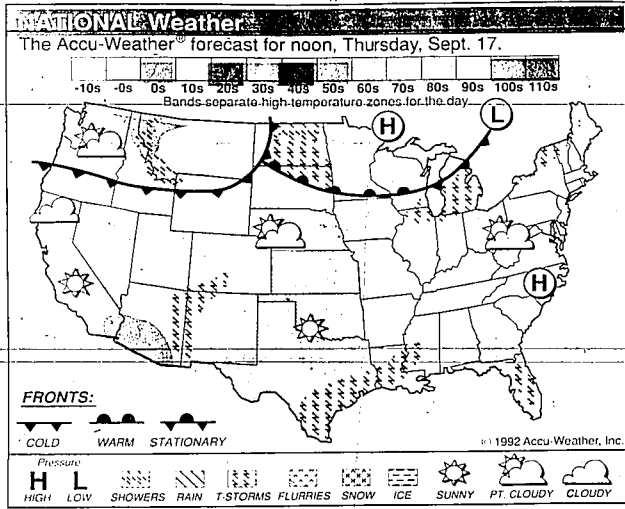 NATIONAL Weather
The Accu-Weather® forecast for noon, Thursday, Sept. 17.
-10s -0s 0s 10s 20s 30s 40s 50s 60s 70s 80s 90s 100s 110s
Bands separate high temperature zones for the day.
H
L
H
FRONTS:
COLD WARM STATIONARY
© 1992 Accu-Weather, Inc.
Pressure
H L
HIGH LOW SHOWERS RAIN T-STORMS FLURRIES SNOW ICE SUNNY PT. CLOUDY CLOUDY